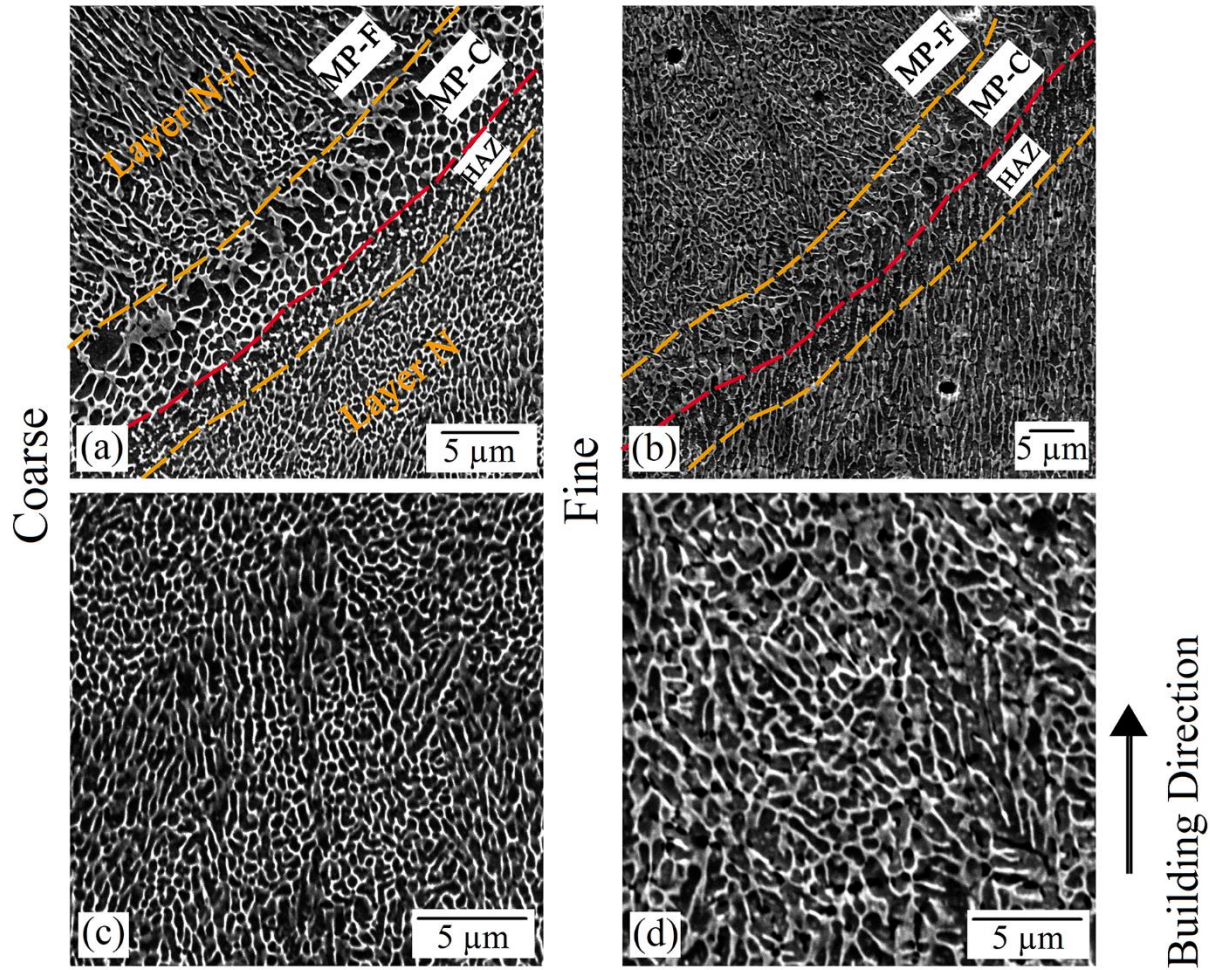 Coarse
Layer N+1
MP-F
MP-C
HAZ
Layer N
(a)
5 µm
Fine
MP-F
MP-C
HAZ
(b)
5 µm
(c)
5 µm
(d)
5 µm
Building Direction